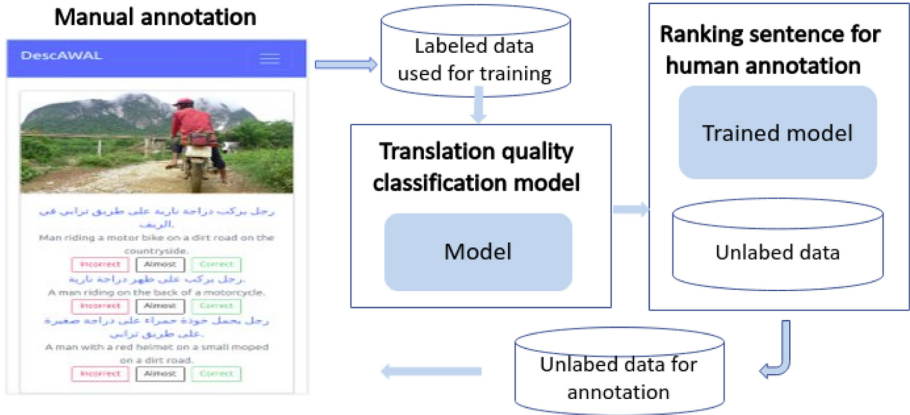 Manual annotation
DescAWAL
رجل يركب دراجة نارية على طريق ترابي في
الريف.
Man riding a motor bike on a dirt road on the
countryside.
Incorrect Almost Correct
رجل يركب على ظهر دراجة نارية.
A man riding on the back of a motorcycle.
Incorrect Almost Correct
رجل يحمل خوذة حمراء على دراجة صغيرة
على طريق ترابي.
A man with a red helmet on a small moped
on a dirt road.
Incorrect Almost Correct
Labeled data
used for training
Translation quality
classification model
Model
Ranking sentence for
human annotation
Trained model
Unlabed data
Unlabed data for
annotation